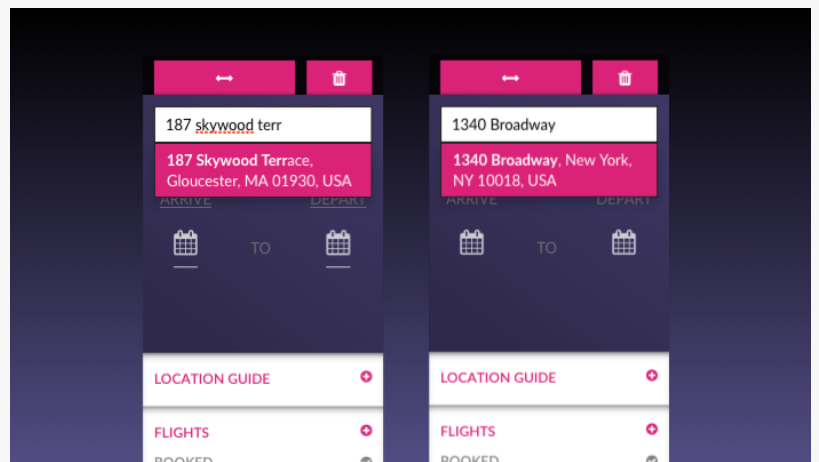 187 skywood terr
187 Skywood Terrace,
Gloucester, MA 01930, USA
ARRIVE DEPART
TO
LOCATION GUIDE
FLIGHTS
BOOKED
1340 Broadway
1340 Broadway, New York,
NY 10018, USA
ARRIVE DEPART
TO
LOCATION GUIDE
FLIGHTS
BOOKED